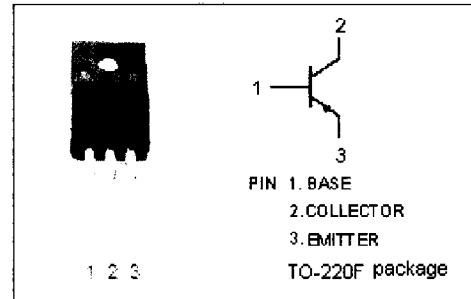 2
1
3
PIN 1. BASE
2. COLLECTOR
3. EMITTER
1 2 3
TO-220F package